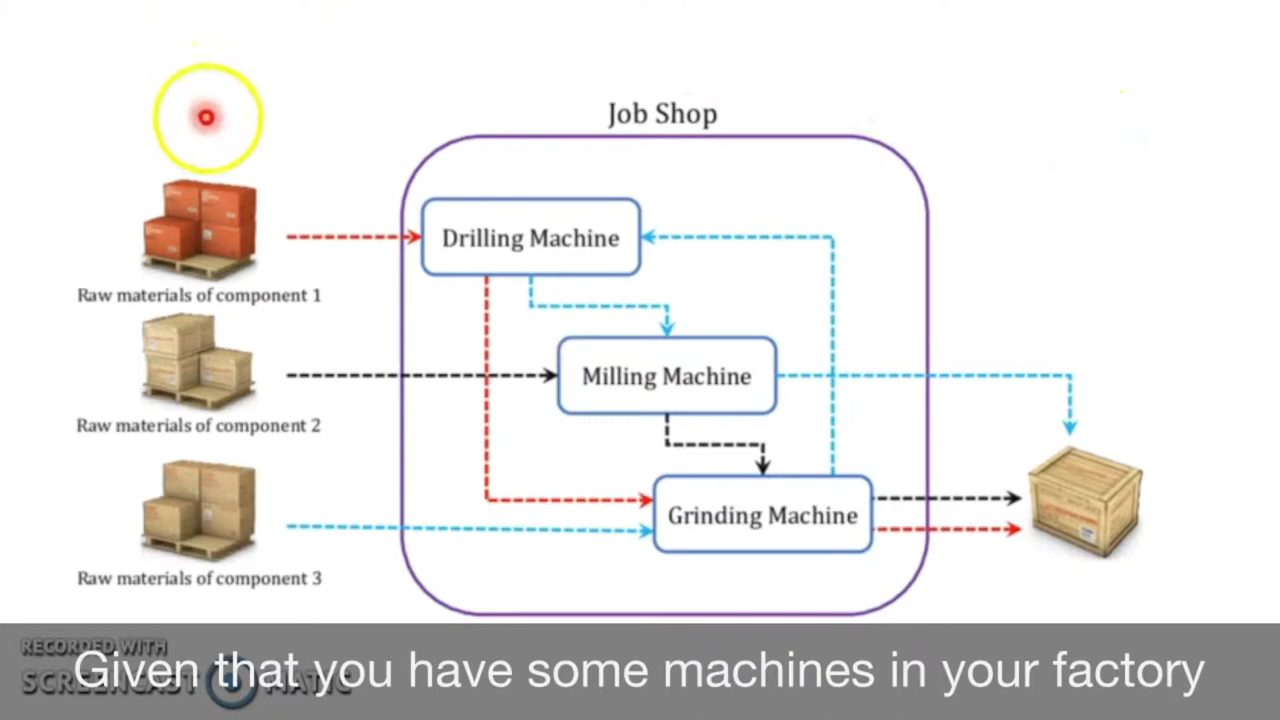 Job Shop
Drilling Machine
Raw materials of component 1
Milling Machine
Raw materials of component 2
Grinding Machine
Raw materials of component 3
RECORDED WITH
SCREENCAST MATIC
Given that you have some machines in your factory